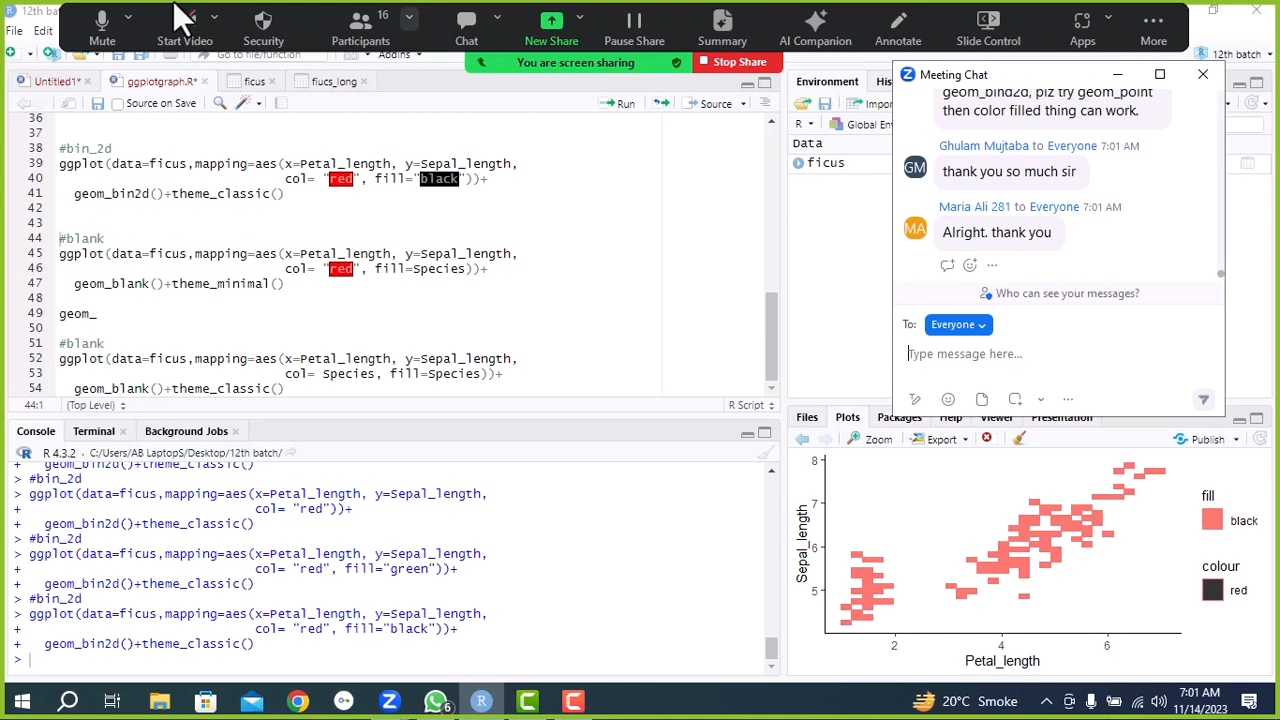 12th batch
File
Edit
Mute
Start Video
Security
Participants
16
Chat
New Share
Pause Share
Summary
AI Companion
Annotate
Slide Control
Apps
More
Go to file/function
Addins
12th batch
You are screen sharing
Stop Share
Untitled1*
ggplotgraph.R*
ficus
fiucs_long
Source on Save
Run
Source
36
37
38 #bin_2d
39 ggplot(data=ficus,mapping=aes(x=Petal_length, y=Sepal_length,
40 col= "red", fill="black"))+
41 geom_bin2d()+theme_classic()
42
43
44 #blank
45 ggplot(data=ficus,mapping=aes(x=Petal_length, y=Sepal_length,
46 col= "red", fill=Species))+
47 geom_blank()+theme_minimal()
48
49 geom_
50
51 #blank
52 ggplot(data=ficus,mapping=aes(x=Petal_length, y=Sepal_length,
53 col= Species, fill=Species))+
54 geom_blank()+theme_classic()
44:1 (Top Level) R Script
Console
Terminal
Background Jobs
R 4.3.2 · C:/Users/AB LaptopS/Desktop/12th batch/
+ geom_bin2d()+theme_classic()
> #bin_2d
> ggplot(data=ficus,mapping=aes(x=Petal_length, y=Sepal_length,
+ col= "red"))+
+ geom_bin2d()+theme_classic()
> #bin_2d
> ggplot(data=ficus,mapping=aes(x=Petal_length, y=Sepal_length,
+ col= "red", fill="green"))+
+ geom_bin2d()+theme_classic()
> #bin_2d
> ggplot(data=ficus,mapping=aes(x=Petal_length, y=Sepal_length,
+ col= "red", fill="black"))+
+ geom_bin2d()+theme_classic()
>
Environment
His
Impor
R
Global Env
Data
ficus
Meeting Chat
geom_bind2d, plz try geom_point
then color filled thing can work.
Ghulam Mujtaba to Everyone 7:01 AM
GM
thank you so much sir
Maria Ali 281 to Everyone 7:01 AM
MA
Alright. thank you
Who can see your messages?
To: Everyone
Type message here...
Files
Plots
Packages
Help
Viewer
Presentation
Zoom
Export
Publish
8
7
6
5
Sepal_length
2
4
6
Petal_length
fill
black
colour
red
6
20°C Smoke
7:01 AM
11/14/2023